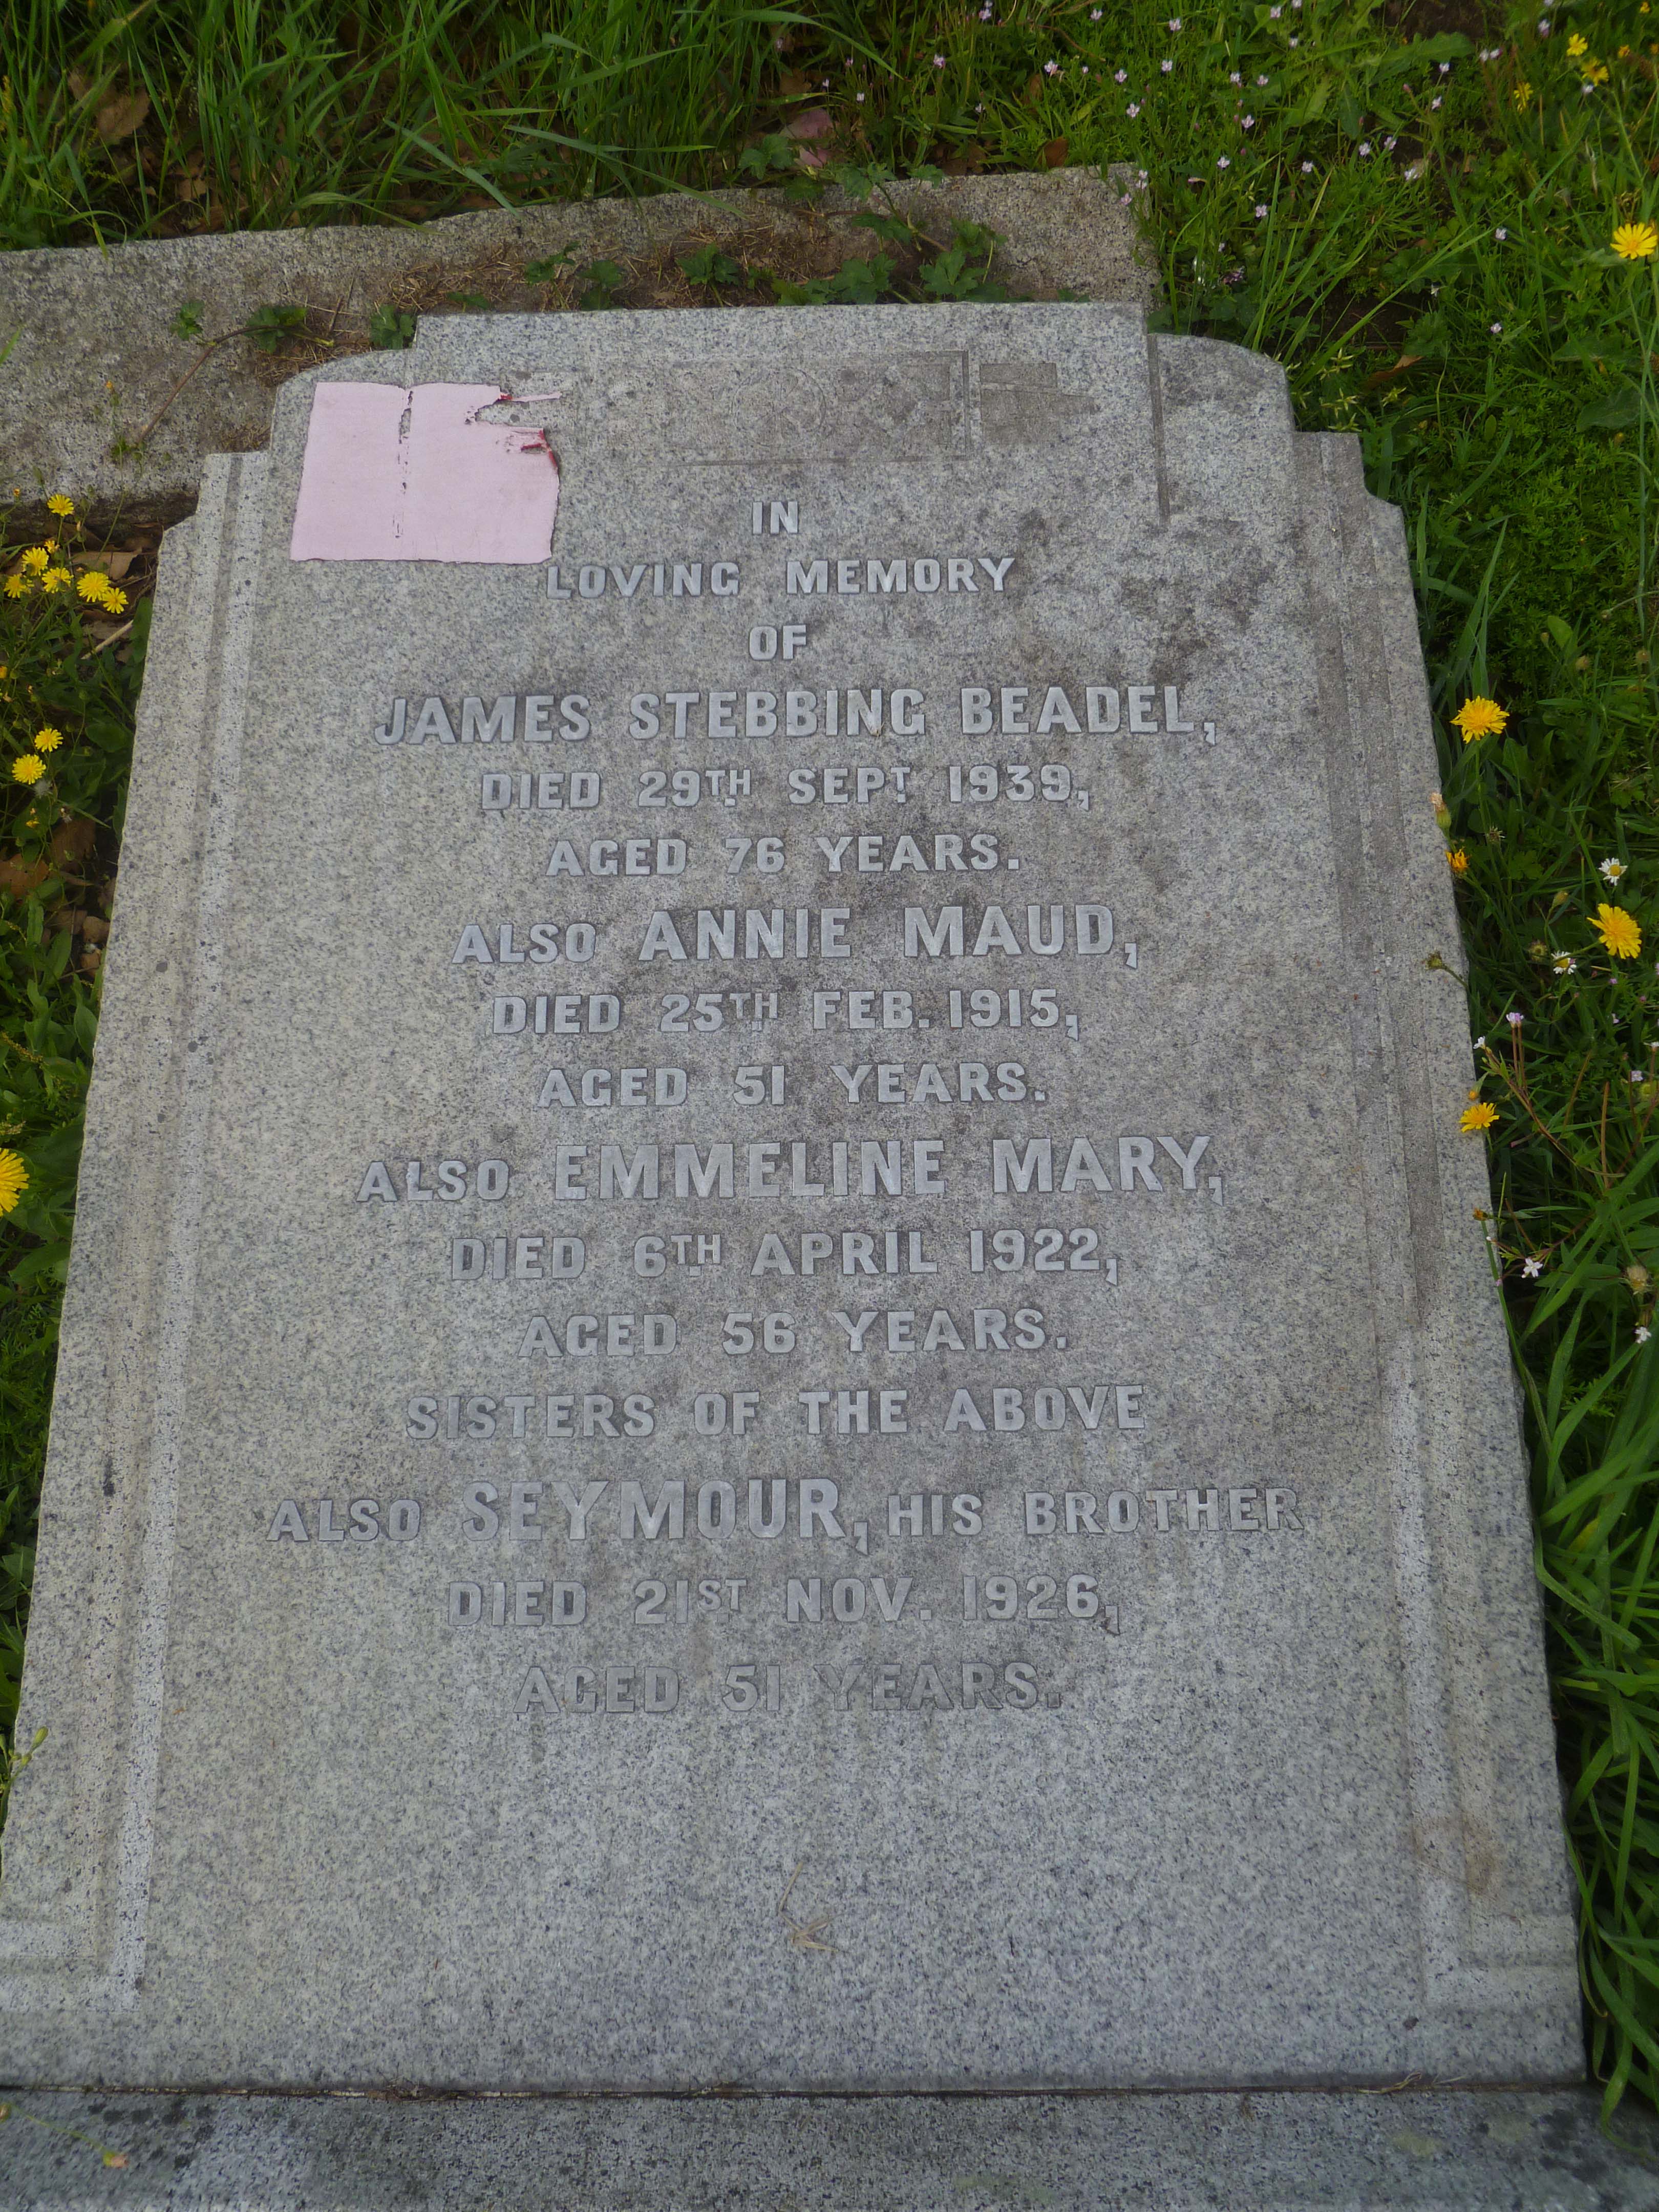 IN
LOVING MEMORY
OF
JAMES STEBBING BEADEL,
DIED 29TH SEPT. 1939,
AGED 76 YEARS.
ALSO ANNIE MAUD,
DIED 25TH FEB. 1915,
AGED 51 YEARS.
ALSO EMMELINE MARY,
DIED 6TH APRIL 1922,
AGED 56 YEARS.
SISTERS OF THE ABOVE
ALSO SEYMOUR, HIS BROTHER
DIED 21ST NOV. 1926,
AGED 51 YEARS.